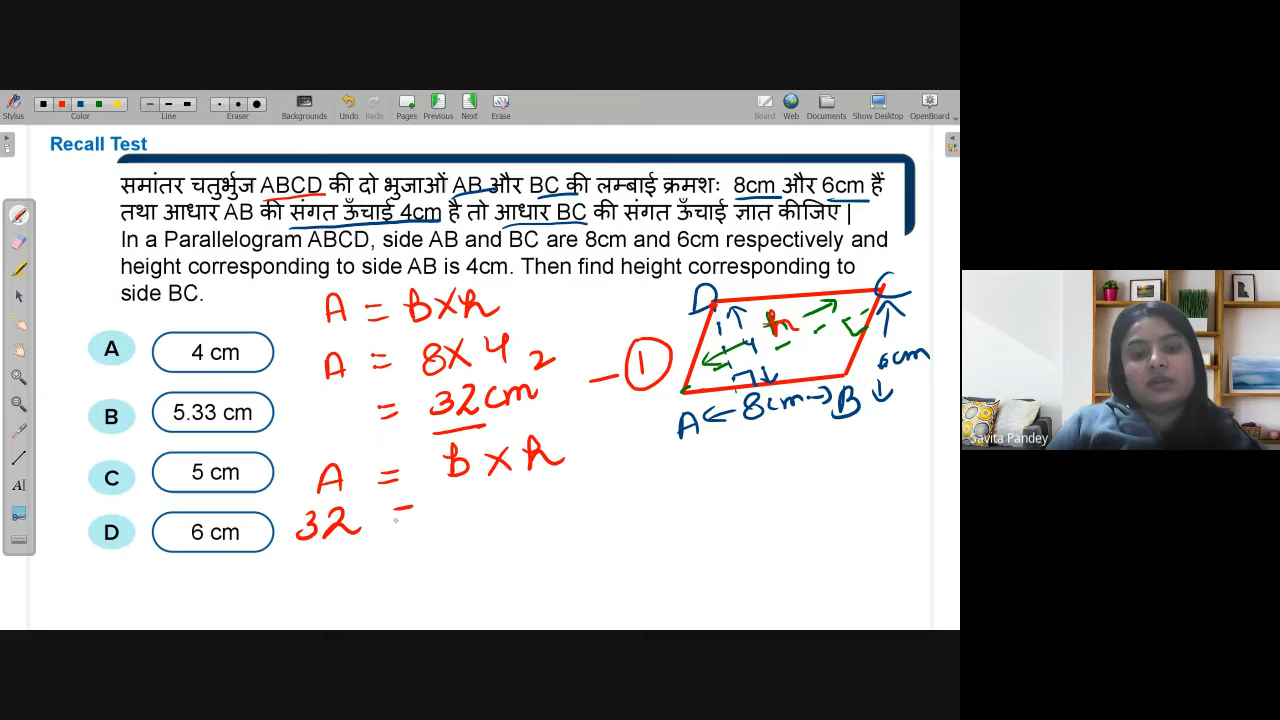 Stylus
Color
Line
Eraser
Backgrounds
Undo
Redo
Pages
Previous
Next
Erase
Board
Web
Documents
Show Desktop
OpenBoard
Recall Test
समांतर चतुर्भुज ABCD की दो भुजाओं AB और BC की लम्बाई क्रमशः 8cm और 6cm हैं
तथा आधार AB की संगत ऊँचाई 4cm है तो आधार BC की संगत ऊँचाई ज्ञात कीजिए |
In a Parallelogram ABCD, side AB and BC are 8cm and 6cm respectively and
height corresponding to side AB is 4cm. Then find height corresponding to
side BC.
A 4 cm
B 5.33 cm
C 5 cm
D 6 cm
A = B x h
A = 8 x 4
= 32 cm 2
— 1
A = B x h
32 =
D C
h
4
6cm
A 8cm B
Savita Pandey